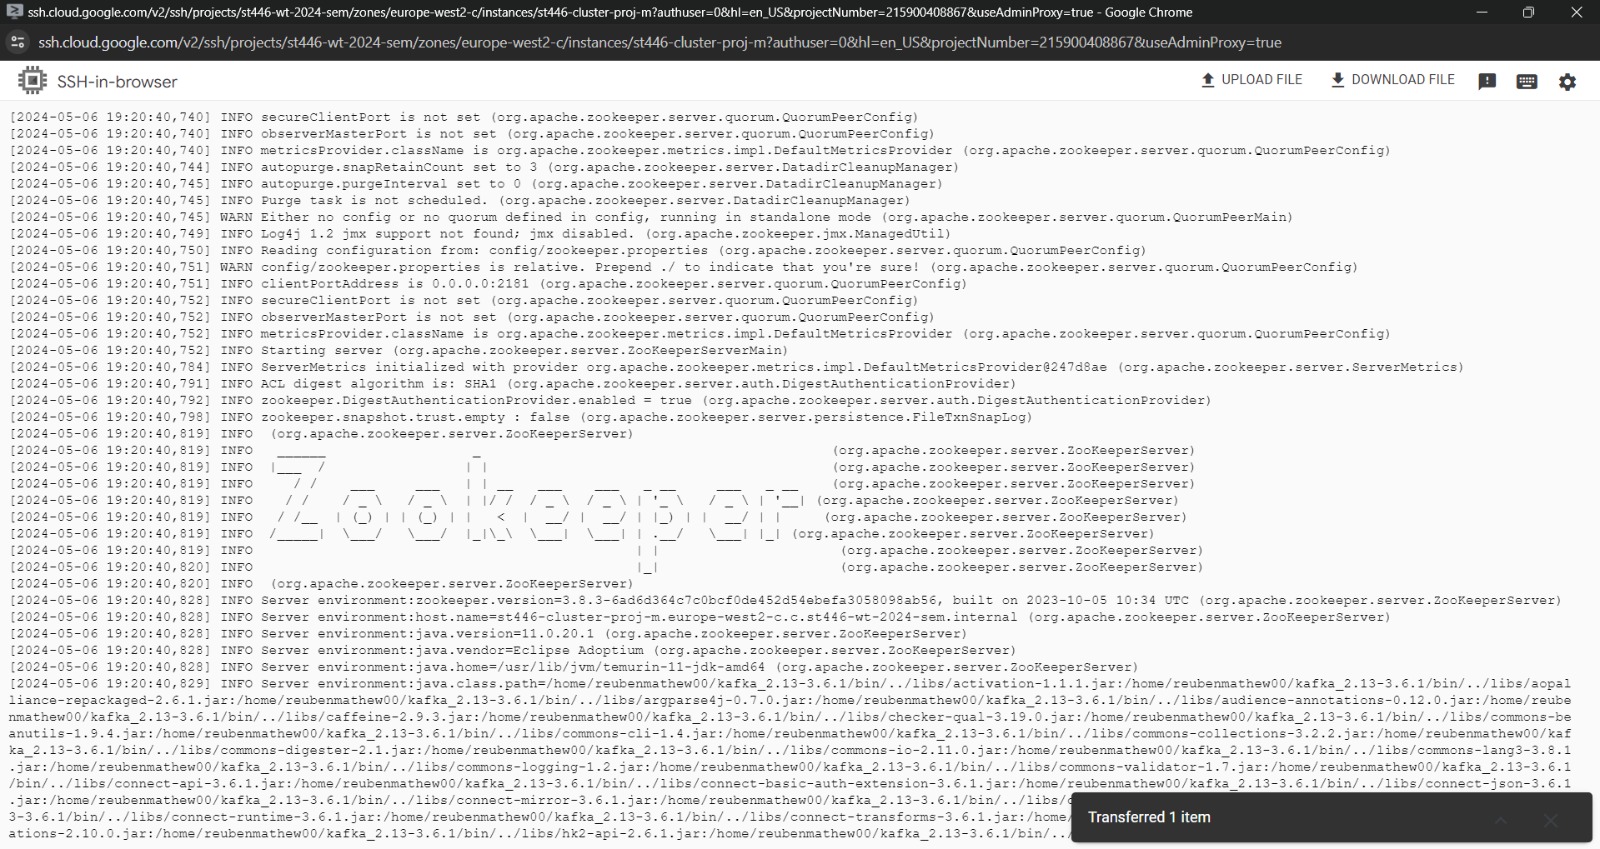 ssh.cloud.google.com/v2/ssh/projects/st446-wt-2024-sem/zones/europe-west2-c/instances/st446-cluster-proj-m?authuser=0&hl=en_US&projectNumber=215900408867&useAdminProxy=true - Google Chrome
ssh.cloud.google.com/v2/ssh/projects/st446-wt-2024-sem/zones/europe-west2-c/instances/st446-cluster-proj-m?authuser=0&hl=en_US&projectNumber=215900408867&useAdminProxy=true
SSH-in-browser UPLOAD FILE DOWNLOAD FILE
[2024-05-06 19:20:40,740] INFO secureClientPort is not set (org.apache.zookeeper.server.quorum.QuorumPeerConfig)
[2024-05-06 19:20:40,740] INFO observerMasterPort is not set (org.apache.zookeeper.server.quorum.QuorumPeerConfig)
[2024-05-06 19:20:40,740] INFO metricsProvider.className is org.apache.zookeeper.metrics.impl.DefaultMetricsProvider (org.apache.zookeeper.server.quorum.QuorumPeerConfig)
[2024-05-06 19:20:40,744] INFO autopurge.snapRetainCount set to 3 (org.apache.zookeeper.server.DatadirCleanupManager)
[2024-05-06 19:20:40,745] INFO autopurge.purgeInterval set to 0 (org.apache.zookeeper.server.DatadirCleanupManager)
[2024-05-06 19:20:40,745] INFO Purge task is not scheduled. (org.apache.zookeeper.server.DatadirCleanupManager)
[2024-05-06 19:20:40,745] WARN Either no config or no quorum defined in config, running in standalone mode (org.apache.zookeeper.server.quorum.QuorumPeerMain)
[2024-05-06 19:20:40,749] INFO Log4j 1.2 jmx support not found; jmx disabled. (org.apache.zookeeper.jmx.ManagedUtil)
[2024-05-06 19:20:40,750] INFO Reading configuration from: config/zookeeper.properties (org.apache.zookeeper.server.quorum.QuorumPeerConfig)
[2024-05-06 19:20:40,751] WARN config/zookeeper.properties is relative. Prepend ./ to indicate that you're sure! (org.apache.zookeeper.server.quorum.QuorumPeerConfig)
[2024-05-06 19:20:40,751] INFO clientPortAddress is 0.0.0.0:2181 (org.apache.zookeeper.server.quorum.QuorumPeerConfig)
[2024-05-06 19:20:40,752] INFO secureClientPort is not set (org.apache.zookeeper.server.quorum.QuorumPeerConfig)
[2024-05-06 19:20:40,752] INFO observerMasterPort is not set (org.apache.zookeeper.server.quorum.QuorumPeerConfig)
[2024-05-06 19:20:40,752] INFO metricsProvider.className is org.apache.zookeeper.metrics.impl.DefaultMetricsProvider (org.apache.zookeeper.server.quorum.QuorumPeerConfig)
[2024-05-06 19:20:40,752] INFO Starting server (org.apache.zookeeper.server.ZooKeeperServerMain)
[2024-05-06 19:20:40,784] INFO ServerMetrics initialized with provider org.apache.zookeeper.metrics.impl.DefaultMetricsProvider@247d8ae (org.apache.zookeeper.server.ServerMetrics)
[2024-05-06 19:20:40,791] INFO ACL digest algorithm is: SHA1 (org.apache.zookeeper.server.auth.DigestAuthenticationProvider)
[2024-05-06 19:20:40,792] INFO zookeeper.DigestAuthenticationProvider.enabled = true (org.apache.zookeeper.server.auth.DigestAuthenticationProvider)
[2024-05-06 19:20:40,798] INFO zookeeper.snapshot.trust.empty : false (org.apache.zookeeper.server.persistence.FileTxnSnapLog)
[2024-05-06 19:20:40,819] INFO  (org.apache.zookeeper.server.ZooKeeperServer)
[2024-05-06 19:20:40,819] INFO   ______                  _                                           (org.apache.zookeeper.server.ZooKeeperServer)
[2024-05-06 19:20:40,819] INFO  |___  /                 | |                                          (org.apache.zookeeper.server.ZooKeeperServer)
[2024-05-06 19:20:40,819] INFO     / /    ___     ___   | | __   ___    ___   _ __     ___   _ __    (org.apache.zookeeper.server.ZooKeeperServer)
[2024-05-06 19:20:40,819] INFO    / /    / _ \   / _ \  | |/ /  / _ \  / _ \ | '_ \   / _ \ | '__| (org.apache.zookeeper.server.ZooKeeperServer)
[2024-05-06 19:20:40,819] INFO   / /__  | (_) | | (_) | |   <  |  __/ |  __/ | |_) | |  __/ | |     (org.apache.zookeeper.server.ZooKeeperServer)
[2024-05-06 19:20:40,819] INFO  /_____|  \___/   \___/  |_|\_\  \___|  \___| | .__/   \___| |_| (org.apache.zookeeper.server.ZooKeeperServer)
[2024-05-06 19:20:40,819] INFO                                               | |                      (org.apache.zookeeper.server.ZooKeeperServer)
[2024-05-06 19:20:40,820] INFO                                               |_|                      (org.apache.zookeeper.server.ZooKeeperServer)
[2024-05-06 19:20:40,820] INFO  (org.apache.zookeeper.server.ZooKeeperServer)
[2024-05-06 19:20:40,828] INFO Server environment:zookeeper.version=3.8.3-6ad6d364c7c0bcf0de452d54ebefa3058098ab56, built on 2023-10-05 10:34 UTC (org.apache.zookeeper.server.ZooKeeperServer)
[2024-05-06 19:20:40,828] INFO Server environment:host.name=st446-cluster-proj-m.europe-west2-c.c.st446-wt-2024-sem.internal (org.apache.zookeeper.server.ZooKeeperServer)
[2024-05-06 19:20:40,828] INFO Server environment:java.version=11.0.20.1 (org.apache.zookeeper.server.ZooKeeperServer)
[2024-05-06 19:20:40,828] INFO Server environment:java.vendor=Eclipse Adoptium (org.apache.zookeeper.server.ZooKeeperServer)
[2024-05-06 19:20:40,828] INFO Server environment:java.home=/usr/lib/jvm/temurin-11-jdk-amd64 (org.apache.zookeeper.server.ZooKeeperServer)
[2024-05-06 19:20:40,829] INFO Server environment:java.class.path=/home/reubenmathew00/kafka_2.13-3.6.1/bin/../libs/activation-1.1.1.jar:/home/reubenmathew00/kafka_2.13-3.6.1/bin/../libs/aopal
liance-repackaged-2.6.1.jar:/home/reubenmathew00/kafka_2.13-3.6.1/bin/../libs/argparse4j-0.7.0.jar:/home/reubenmathew00/kafka_2.13-3.6.1/bin/../libs/audience-annotations-0.12.0.jar:/home/reube
nmathew00/kafka_2.13-3.6.1/bin/../libs/caffeine-2.9.3.jar:/home/reubenmathew00/kafka_2.13-3.6.1/bin/../libs/checker-qual-3.19.0.jar:/home/reubenmathew00/kafka_2.13-3.6.1/bin/../libs/commons-be
anutils-1.9.4.jar:/home/reubenmathew00/kafka_2.13-3.6.1/bin/../libs/commons-cli-1.4.jar:/home/reubenmathew00/kafka_2.13-3.6.1/bin/../libs/commons-collections-3.2.2.jar:/home/reubenmathew00/kaf
ka_2.13-3.6.1/bin/../libs/commons-digester-2.1.jar:/home/reubenmathew00/kafka_2.13-3.6.1/bin/../libs/commons-io-2.11.0.jar:/home/reubenmathew00/kafka_2.13-3.6.1/bin/../libs/commons-lang3-3.8.1
.jar:/home/reubenmathew00/kafka_2.13-3.6.1/bin/../libs/commons-logging-1.2.jar:/home/reubenmathew00/kafka_2.13-3.6.1/bin/../libs/commons-validator-1.7.jar:/home/reubenmathew00/kafka_2.13-3.6.1
/bin/../libs/connect-api-3.6.1.jar:/home/reubenmathew00/kafka_2.13-3.6.1/bin/../libs/connect-basic-auth-extension-3.6.1.jar:/home/reubenmathew00/kafka_2.13-3.6.1/bin/../libs/connect-json-3.6.1
.jar:/home/reubenmathew00/kafka_2.13-3.6.1/bin/../libs/connect-mirror-3.6.1.jar:/home/reubenmathew00/kafka_2.13-3.6.1/bin/../libs/
3-3.6.1/bin/../libs/connect-runtime-3.6.1.jar:/home/reubenmathew00/kafka_2.13-3.6.1/bin/../libs/connect-transforms-3.6.1.jar:/home/reubenmathew00/kafka_2.13-3.6.1/bin/../libs/
ations-2.10.0.jar:/home/reubenmathew00/kafka_2.13-3.6.1/bin/../libs/hk2-api-2.6.1.jar:/home/reubenmathew00/kafka_2.13-3.6.1/bin/../
Transferred 1 item